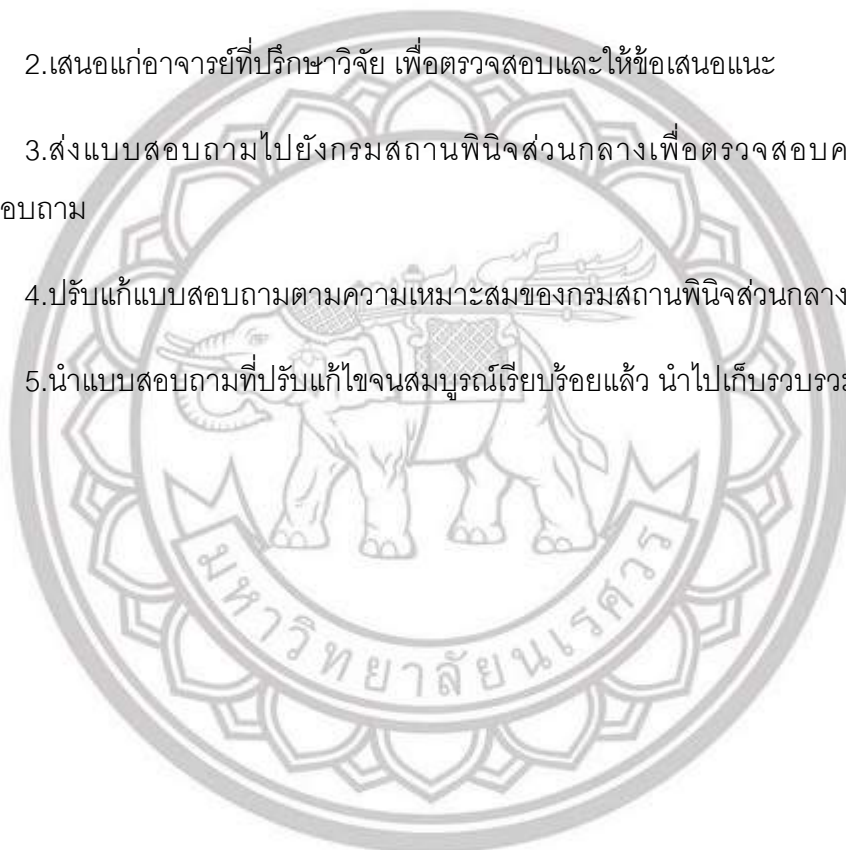 2.เสนอแก่อาจารย์ที่ปรึกษาวิจัย เพื่อตรวจสอบและให้ข้อเสนอแนะ
3.ส่งแบบสอบถามไปยังกรมสถานพินิจส่วนกลางเพื่อตรวจสอบค
อบถาม
4.ปรับแก้แบบสอบถามตามความเหมาะสมของกรมสถานพินิจส่วนกลาง
5.นำแบบสอบถามที่ปรับแก้ไขจนสมบูรณ์เรียบร้อยแล้ว นำไปเก็บรวบรวม
มหาวิทยาลัยนเรศวร